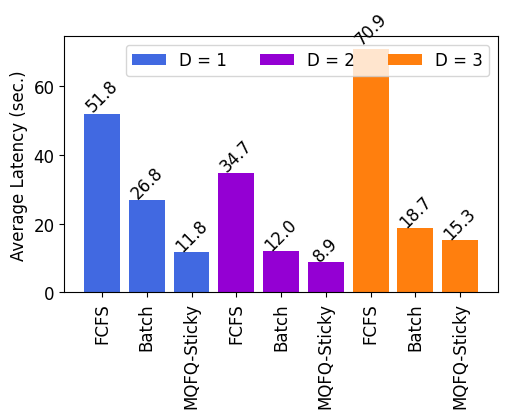 70.9
D = 1 D = 2 D = 3
Average Latency (sec.)
60
40
20
0
51.8
26.8
11.8
34.7
12.0
8.9
18.7
15.3
FCFS
Batch
MQFQ-Sticky
FCFS
Batch
MQFQ-Sticky
FCFS
Batch
MQFQ-Sticky